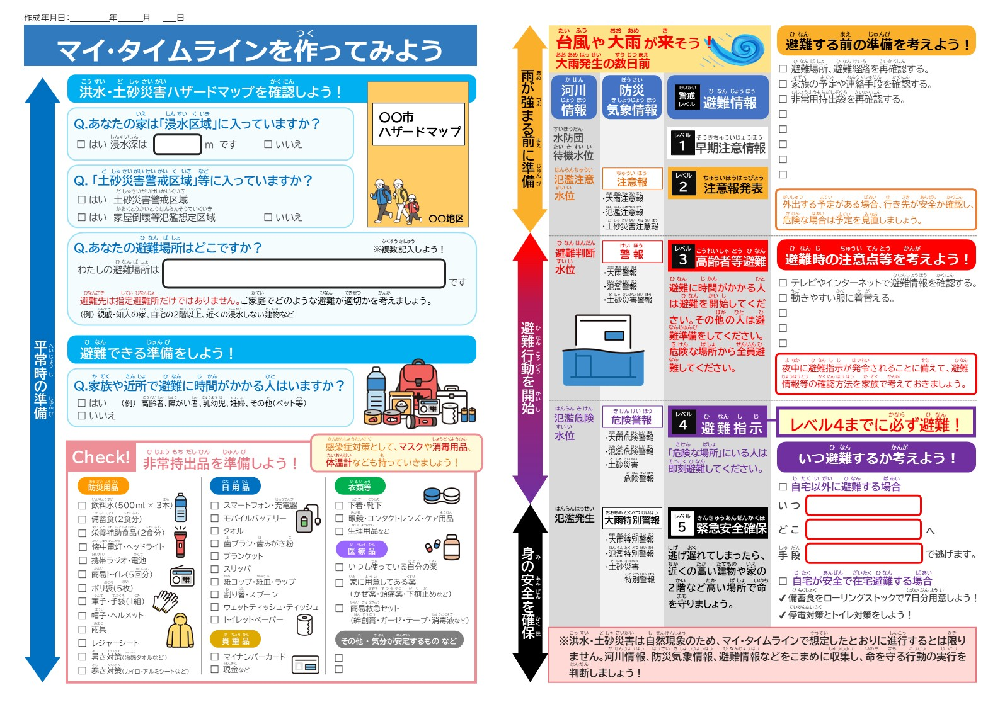 作成年月日：＿＿＿＿年＿＿＿月＿＿日
マイ・タイムラインを作ってみよう
平常時の準備
洪水・土砂災害ハザードマップを確認しよう！
Q.あなたの家は「浸水区域」に入っていますか？
□ はい 浸水深は m です □ いいえ
Q.「土砂災害警戒区域」等に入っていますか？
□ はい 土砂災害警戒区域
□ はい 家屋倒壊等氾濫想定区域 □ いいえ
〇〇市
ハザードマップ
〇〇地区
Q.あなたの避難場所はどこですか？ ※複数記入しよう！
わたしの避難場所は です
避難先は指定避難所だけではありません。ご家庭でどのような避難が適切かを考えましょう。
(例) 親戚・知人の家、自宅の2階以上、近くの浸水しない建物など
避難できる準備をしよう！
Q.家族や近所で避難に時間がかかる人はいますか？
□ はい (例) 高齢者、障がい者、乳幼児、妊婦、その他(ペット等)
□ いいえ
Check! 非常持出品を準備しよう！
感染症対策として、マスクや消毒用品、
体温計なども持っていきましょう！
防災用品
□ 飲料水(500ml × 3本)
□ 備蓄食(2食分)
□ 栄養補助食品(2食分)
□ 懐中電灯・ヘッドライト
□ 携帯ラジオ・電池
□ 簡易トイレ(5回分)
□ ポリ袋(5枚)
□ 軍手・手袋(1組)
□ 帽子・ヘルメット
□ 雨具
□ レジャーシート
□ 暑さ対策(冷感タオルなど)
□ 寒さ対策(カイロ・アルミシートなど)
日用品
□ スマートフォン・充電器
□ モバイルバッテリー
□ タオル
□ 歯ブラシ・歯みがき粉
□ ブランケット
□ スリッパ
□ 紙コップ・紙皿・ラップ
□ 割り箸・スプーン
□ ウェットティッシュ・ティッシュ
□ トイレットペーパー
貴重品
□ マイナンバーカード
□ 現金など
衣類等
□ 下着・靴下
□ 眼鏡・コンタクトレンズ・ケア用品
□ 生理用品など
医療品
□ いつも使っている自分の薬
□ 家に用意してある薬
(かぜ薬・頭痛薬・下痢止めなど)
□ 簡易救急セット
(絆創膏・ガーゼ・テープ・消毒液など)
その他・気分が安定するもの など
□
□
雨が強まる前に準備
台風や大雨が来そう！
大雨発生の数日前
河川情報
防災気象情報
警戒レベル 避難情報
水防団
待機水位
レベル1 早期注意情報
氾濫注意
水位
注意報
・大雨注意報
・氾濫注意報
・土砂災害注意報
レベル2 注意報発表
避難する前の準備を考えよう！
□ 避難場所、避難経路を再確認する。
□ 家族の予定や連絡手段を確認する。
□ 非常用持出袋を再確認する。
□
□
□
□
□
外出する予定がある場合、行き先が安全か確認し、
危険な場合は予定を見直しましょう。
避難行動を開始
避難判断
水位
警報
・大雨警報
・氾濫警報
・土砂災害警報
レベル3 高齢者等避難
避難に時間がかかる人
は避難を開始してくだ
さい。その他の人は避
難準備をしてください。
危険な場所から全員避
難してください。
避難時の注意点等を考えよう！
□ テレビやインターネットで避難情報を確認する。
□ 動きやすい服に着替える。
□
□
□
夜中に避難指示が発令されることに備えて、避難
情報等の確認方法を家族で考えておきましょう。
氾濫危険
水位
危険警報
・大雨危険警報
・氾濫危険警報
・土砂災害
危険警報
レベル4 避難指示
「危険な場所」にいる人は
即刻避難してください。
レベル4までに必ず避難！
いつ避難するか考えよう！
□ 自宅以外に避難する場合
いつ
どこ へ
手段 で逃げます。
□ 自宅が安全で在宅避難する場合
✓備蓄食をローリングストックで7日分用意しよう！
✓停電対策とトイレ対策をしよう！
身の安全を確保
氾濫発生
大雨特別警報
・大雨特別警報
・氾濫特別警報
・土砂災害
特別警報
レベル5 緊急安全確保
逃げ遅れてしまったら、
近くの高い建物や家の
2階など高い場所で命
を守りましょう。
※洪水・土砂災害は自然現象のため、マイ・タイムラインで想定したとおりに進行するとは限り
ません。河川情報、防災気象情報、避難情報などをこまめに収集し、命を守る行動の実行を
判断しましょう！